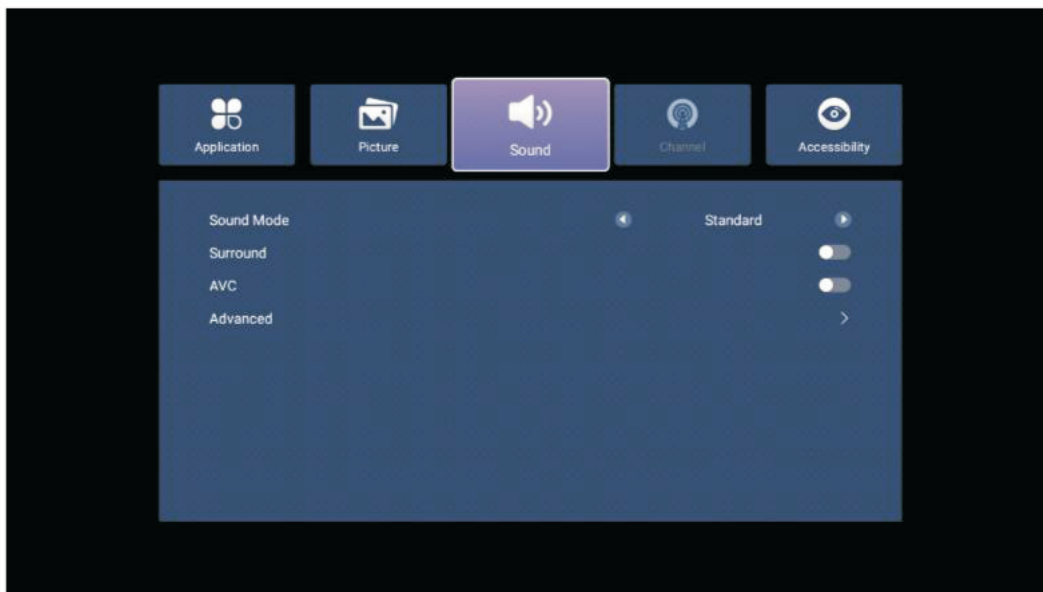 Application Picture Sound Channel Accessibility
Sound Mode Standard
Surround
AVC
Advanced